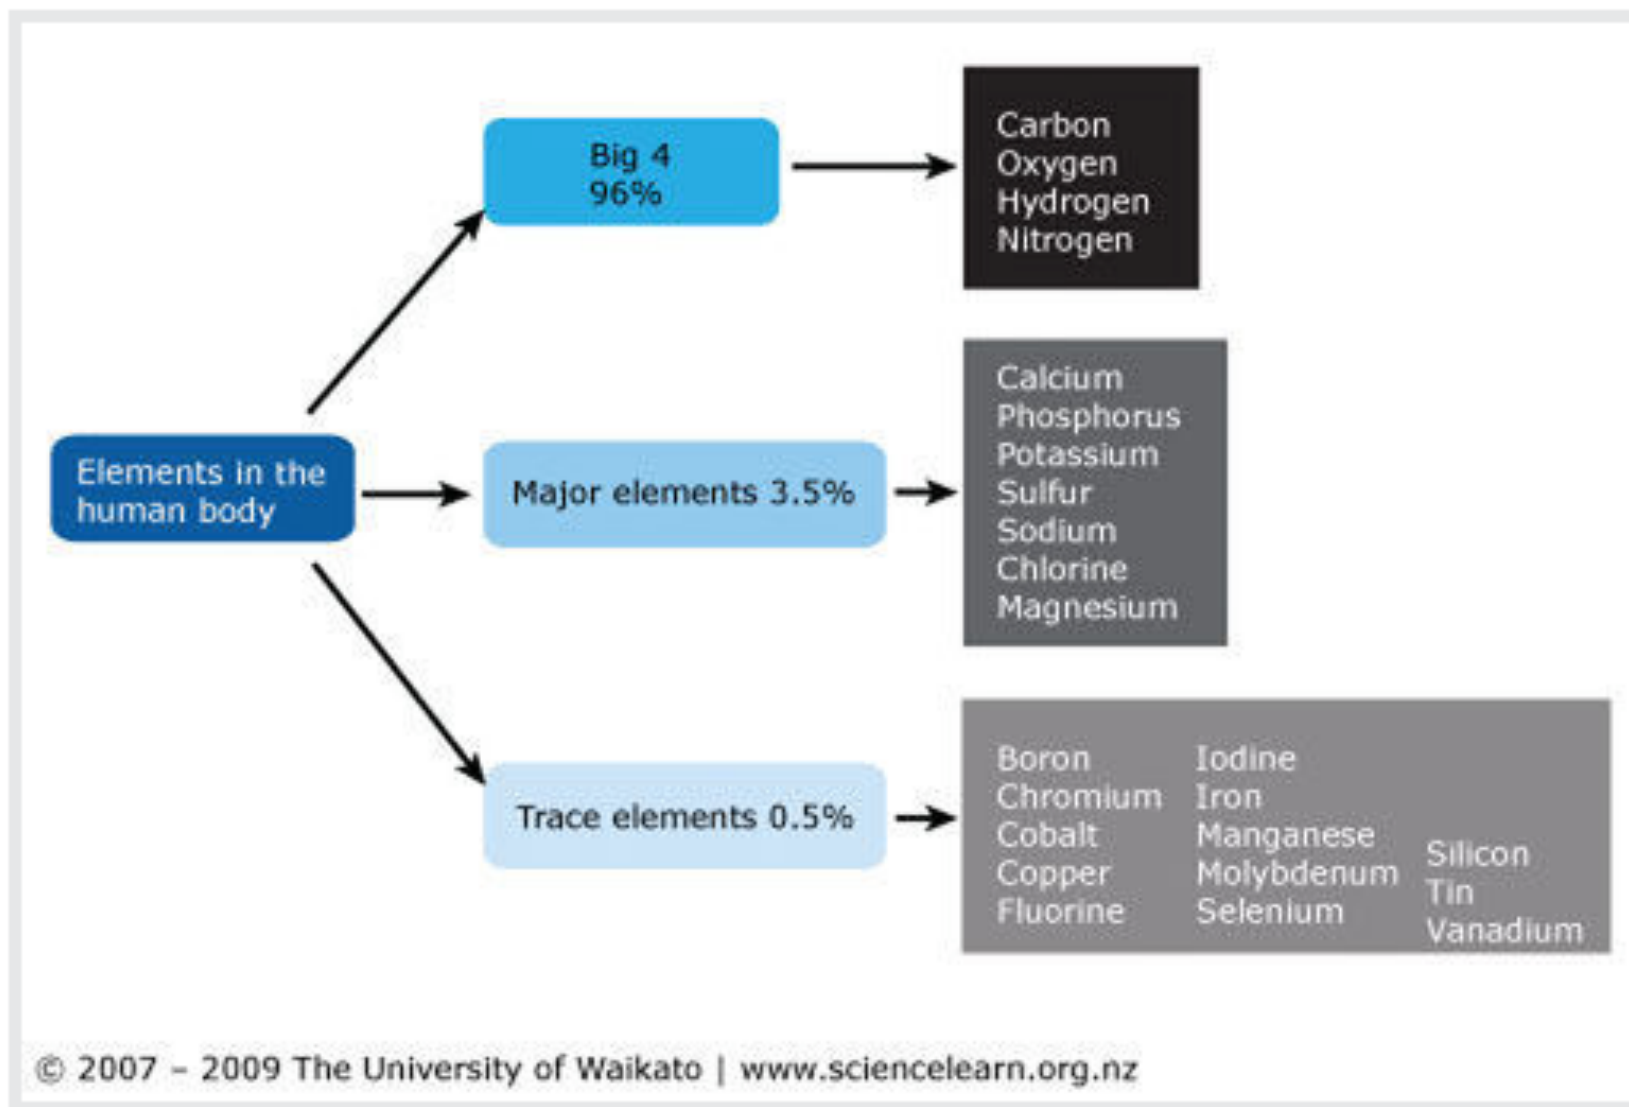 Big 4
96%
Carbon
Oxygen
Hydrogen
Nitrogen
Elements in the
human body
Major elements 3.5%
Calcium
Phosphorus
Potassium
Sulfur
Sodium
Chlorine
Magnesium
Trace elements 0.5%
Boron
Chromium
Cobalt
Copper
Fluorine
Iodine
Iron
Manganese
Molybdenum
Selenium
Silicon
Tin
Vanadium
© 2007 – 2009 The University of Waikato | www.sciencelearn.org.nz